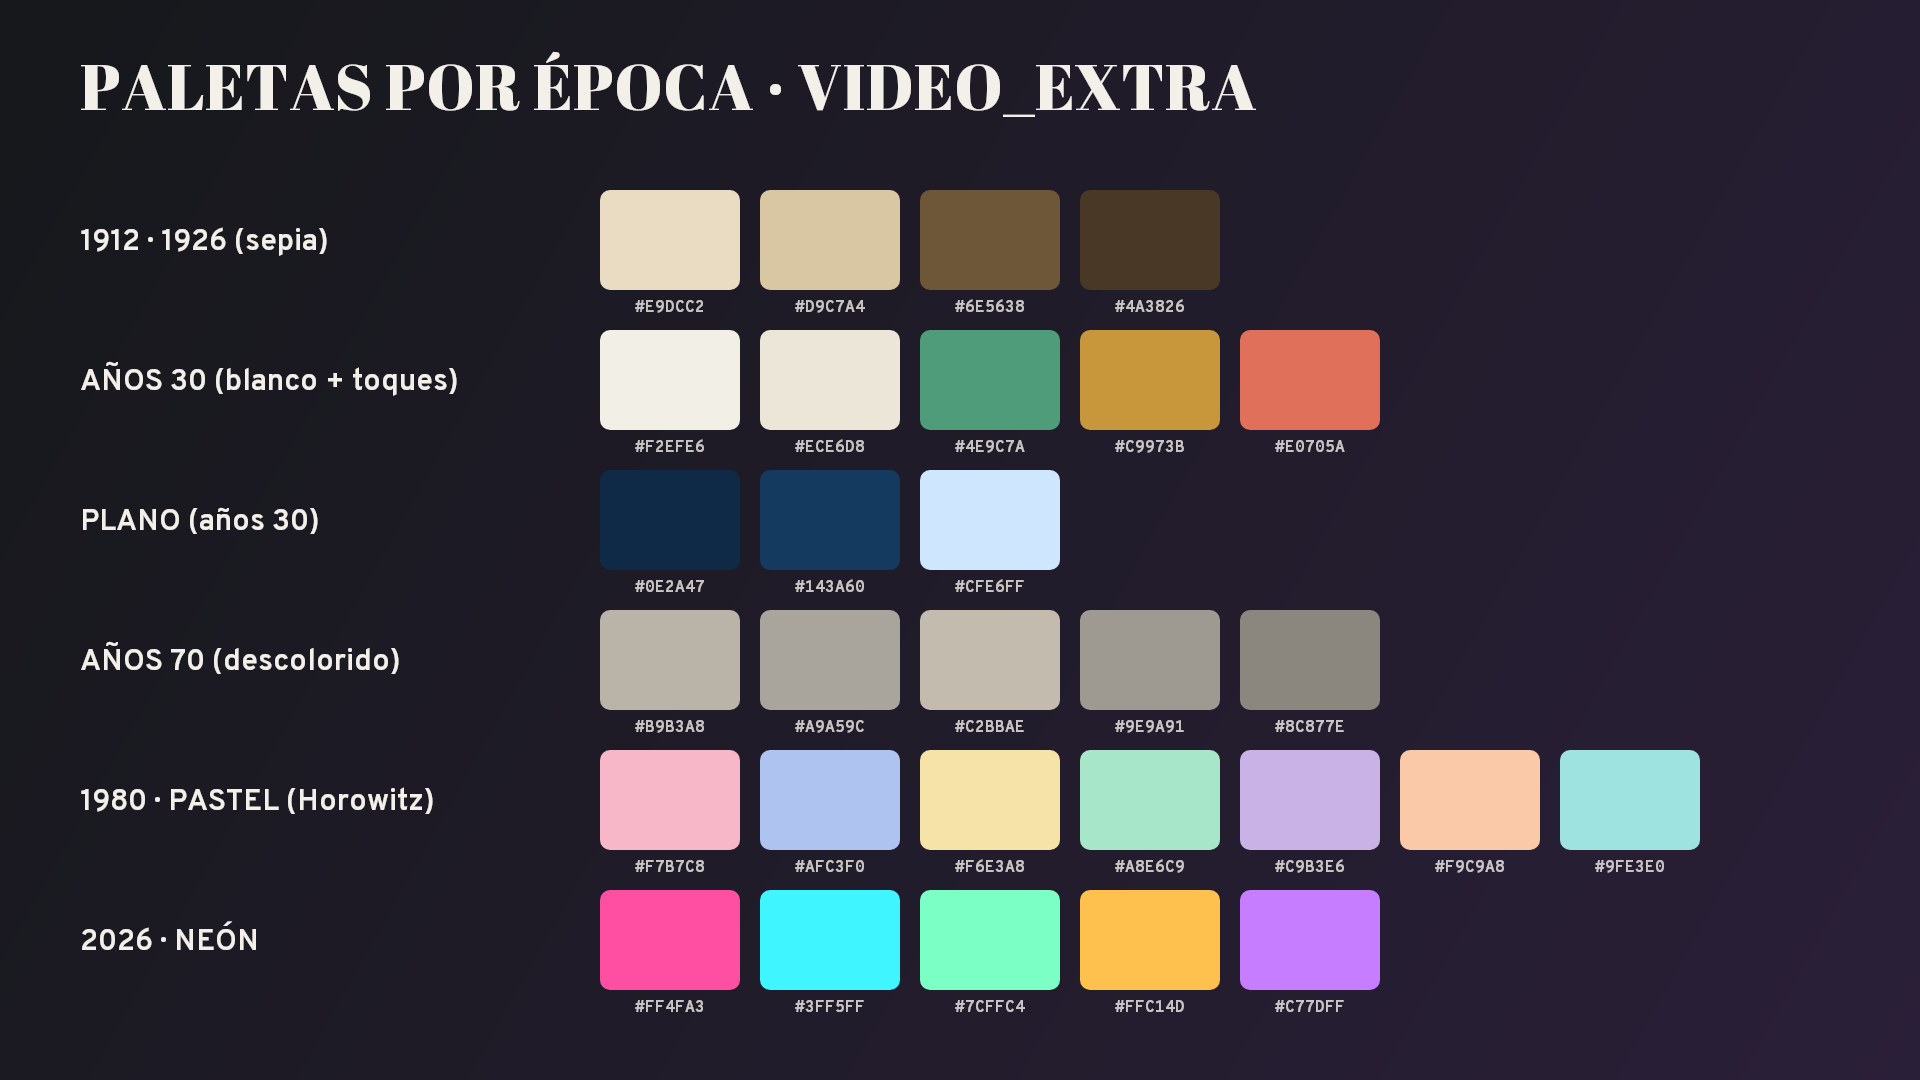 PALETAS POR ÉPOCA · VIDEO_EXTRA
1912 · 1926 (sepia)
#E9DCC2 #D9C7A4 #6E5638 #4A3826
AÑOS 30 (blanco + toques)
#F2EFE6 #ECE6D8 #4E9C7A #C9973B #E0705A
PLANO (años 30)
#0E2A47 #143A60 #CFE6FF
AÑOS 70 (descolorido)
#B9B3A8 #A9A59C #C2BBAE #9E9A91 #8C877E
1980 · PASTEL (Horowitz)
#F7B7C8 #AFC3F0 #F6E3A8 #A8E6C9 #C9B3E6 #F9C9A8 #9FE3E0
2026 · NEÓN
#FF4FA3 #3FF5FF #7CFFC4 #FFC14D #C77DFF